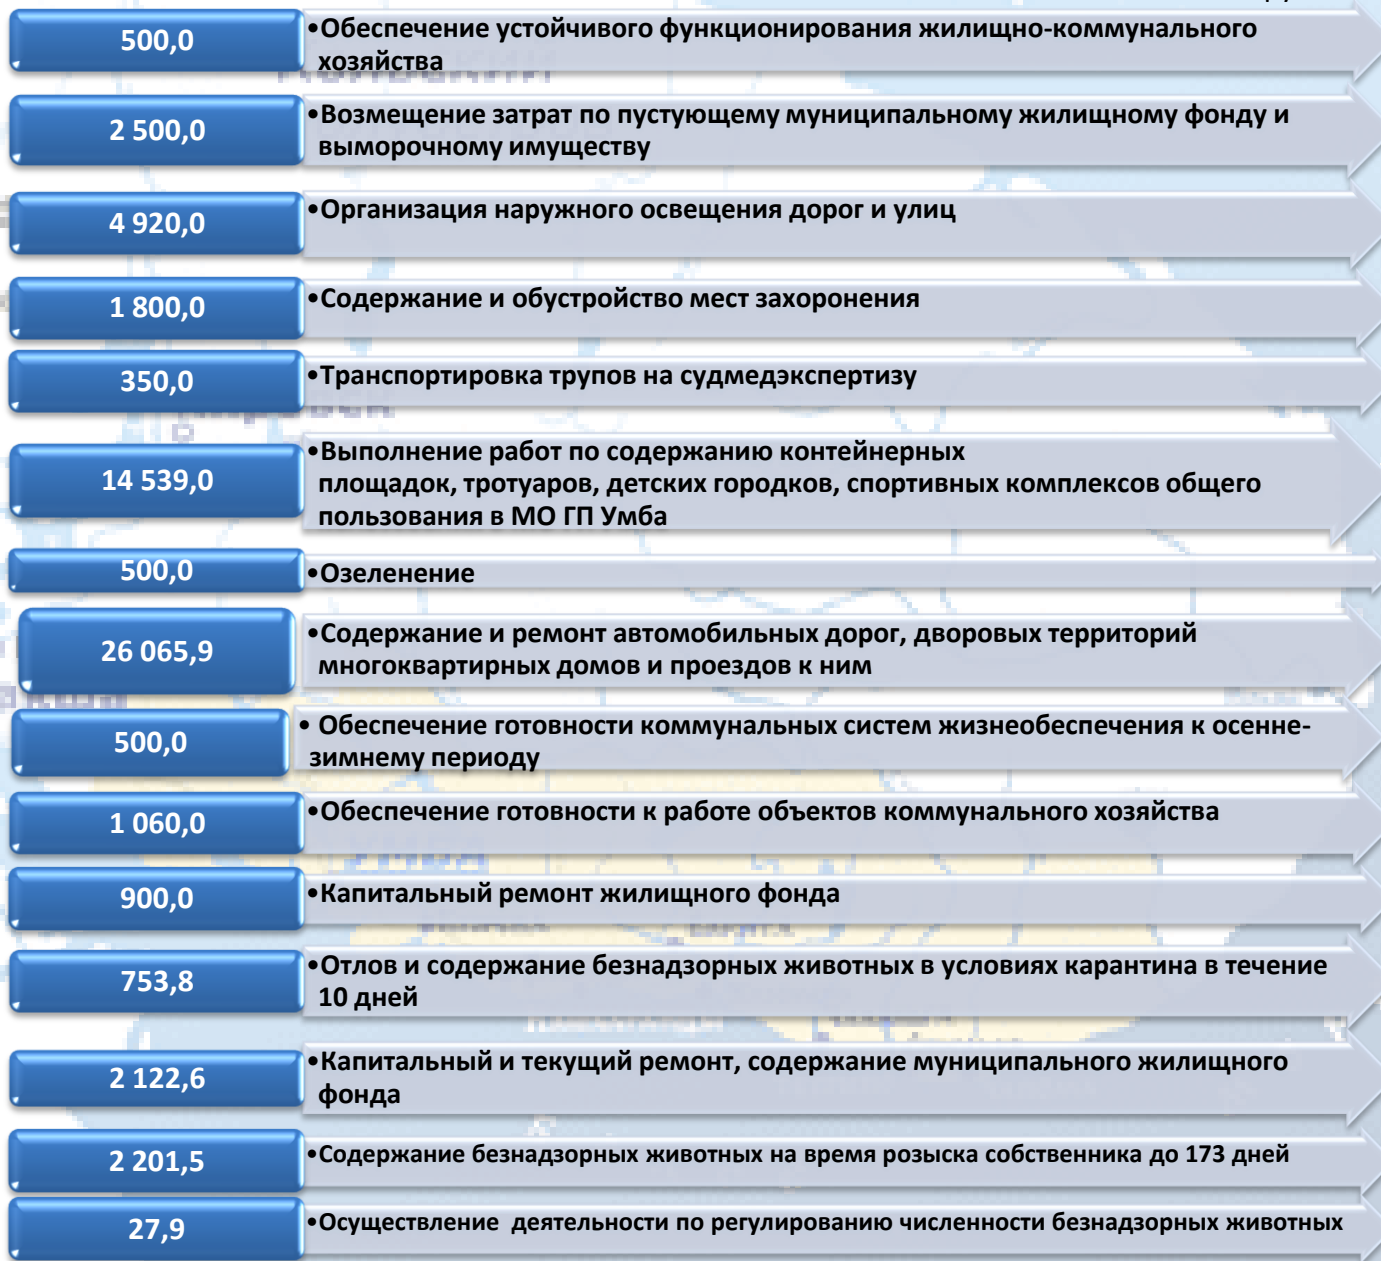 500,0
•Обеспечение устойчивого функционирования жилищно-коммунального
хозяйства
2 500,0
•Возмещение затрат по пустующему муниципальному жилищному фонду и
выморочному имуществу
4 920,0
•Организация наружного освещения дорог и улиц
1 800,0
•Содержание и обустройство мест захоронения
350,0
•Транспортировка трупов на судмедэкспертизу
14 539,0
•Выполнение работ по содержанию контейнерных
площадок, тротуаров, детских городков, спортивных комплексов общего
пользования в МО ГП Умба
500,0
•Озеленение
26 065,9
•Содержание и ремонт автомобильных дорог, дворовых территорий
многоквартирных домов и проездов к ним
500,0
• Обеспечение готовности коммунальных систем жизнеобеспечения к осенне-
зимнему периоду
1 060,0
•Обеспечение готовности к работе объектов коммунального хозяйства
900,0
•Капитальный ремонт жилищного фонда
753,8
•Отлов и содержание безнадзорных животных в условиях карантина в течение
10 дней
2 122,6
•Капитальный и текущий ремонт, содержание муниципального жилищного
фонда
2 201,5
•Содержание безнадзорных животных на время розыска собственника до 173 дней
27,9
•Осуществление деятельности по регулированию численности безнадзорных животных